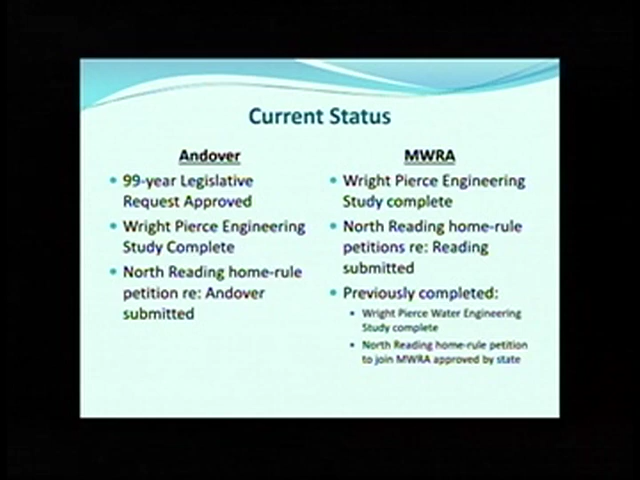 Current Status
Andover
• 99-year Legislative
Request Approved
• Wright Pierce Engineering
Study Complete
• North Reading home-rule
petition re: Andover
submitted
MWRA
• Wright Pierce Engineering
Study complete
• North Reading home-rule
petitions re: Reading
submitted
• Previously completed:
• Wright Pierce Water Engineering
Study complete
• North Reading home-rule petition
to join MWRA approved by state